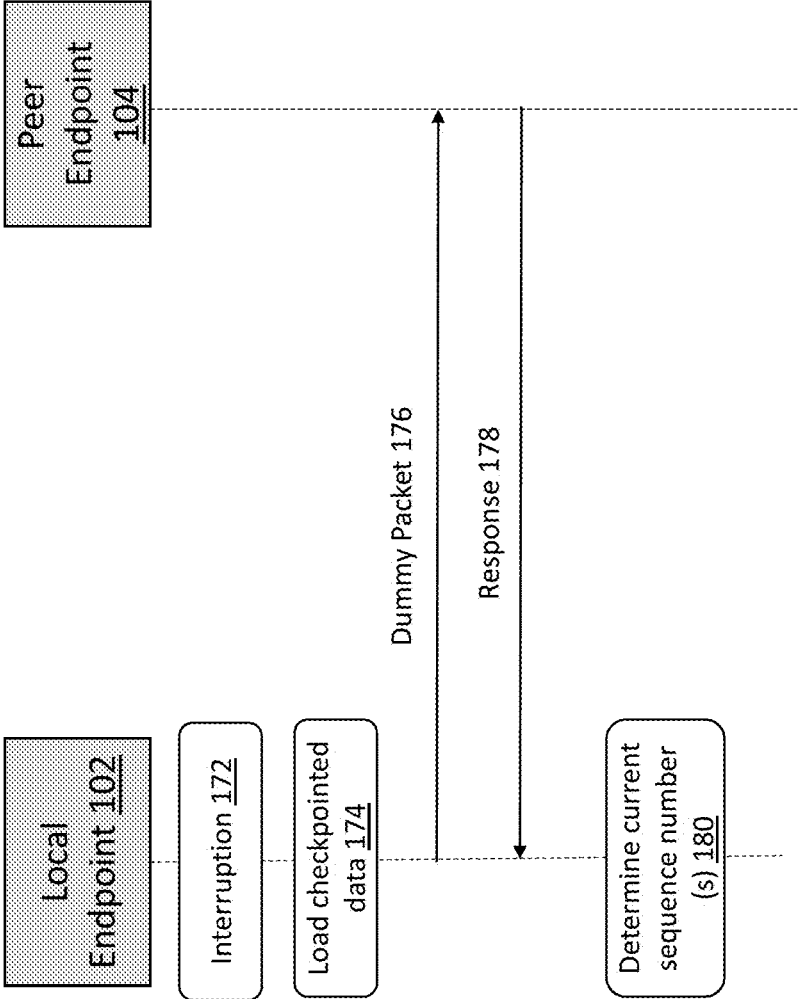 Local
Endpoint 102
Peer
Endpoint
104
Interruption 172
Load checkpointed
data 174
Dummy Packet 176
Response 178
Determine current
sequence number
(s) 180